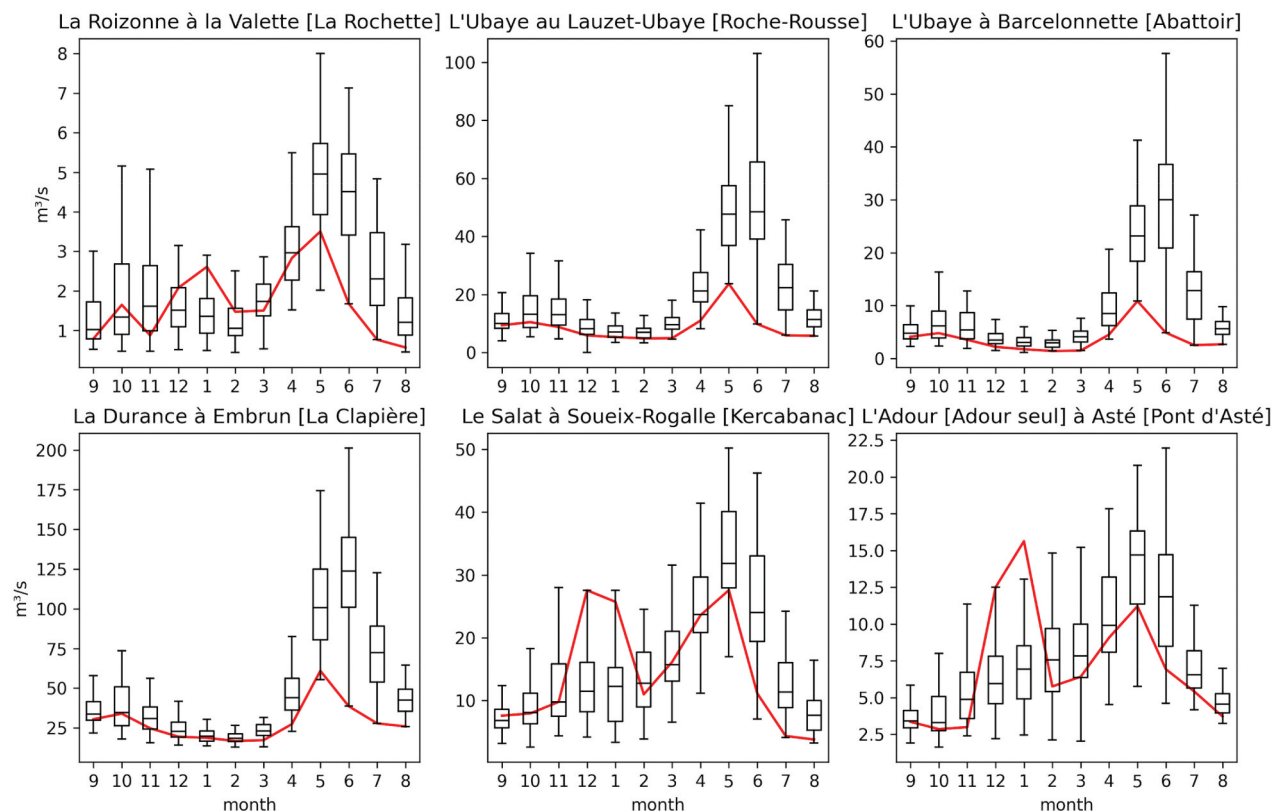 La Roizonne à la Valette [La Rochette]
8
7
6
5
4
3
2
1
m³/s
9 10 11 12 1 2 3 4 5 6 7 8
L'Ubaye au Lauzet-Ubaye [Roche-Rousse]
100
80
60
40
20
0
9 10 11 12 1 2 3 4 5 6 7 8
L'Ubaye à Barcelonnette [Abattoir]
60
50
40
30
20
10
0
9 10 11 12 1 2 3 4 5 6 7 8
La Durance à Embrun [La Clapière]
200
175
150
125
100
75
50
25
m³/s
9 10 11 12 1 2 3 4 5 6 7 8
month
Le Salat à Soueix-Rogalle [Kercabanac]
50
40
30
20
10
9 10 11 12 1 2 3 4 5 6 7 8
month
L'Adour [Adour seul] à Asté [Pont d'Asté]
22.5
20.0
17.5
15.0
12.5
10.0
7.5
5.0
2.5
9 10 11 12 1 2 3 4 5 6 7 8
month